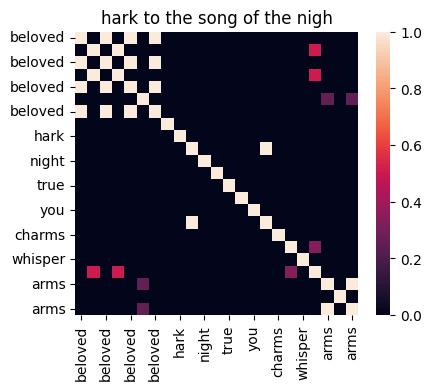 hark to the song of the nigh
beloved
beloved
beloved
beloved
hark
night
true
you
charms
whisper
arms
arms
1.0
0.8
0.6
0.4
0.2
0.0
beloved
beloved
beloved
beloved
hark
night
true
you
charms
whisper
arms
arms